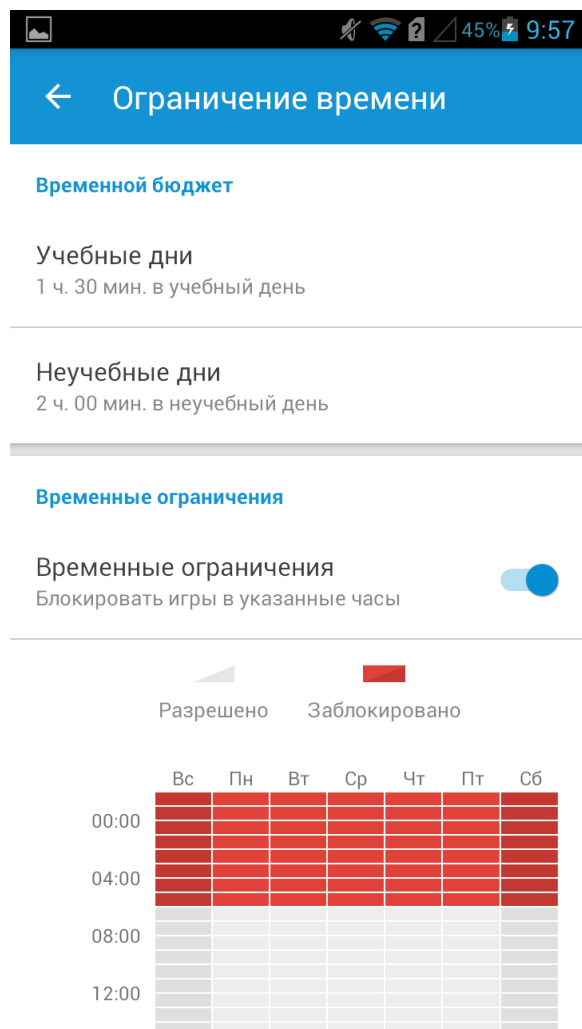 45% 9:57
Ограничение времени
Временной бюджет
Учебные дни
1 ч. 30 мин. в учебный день
Неучебные дни
2 ч. 00 мин. в неучебный день
Временные ограничения
Временные ограничения
Блокировать игры в указанные часы
Разрешено Заблокировано
Вс Пн Вт Ср Чт Пт Сб
00:00
04:00
08:00
12:00